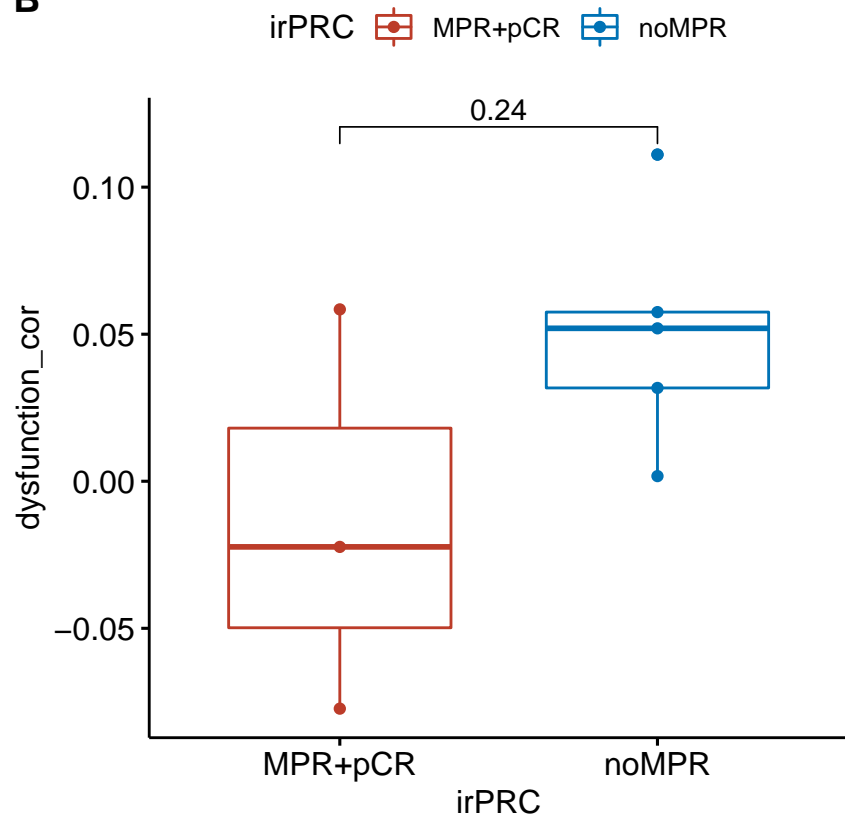 B
irPRC MPR+pCR noMPR
0.24
0.10
0.05
0.00
−0.05
dysfunction_cor
MPR+pCR noMPR
irPRC